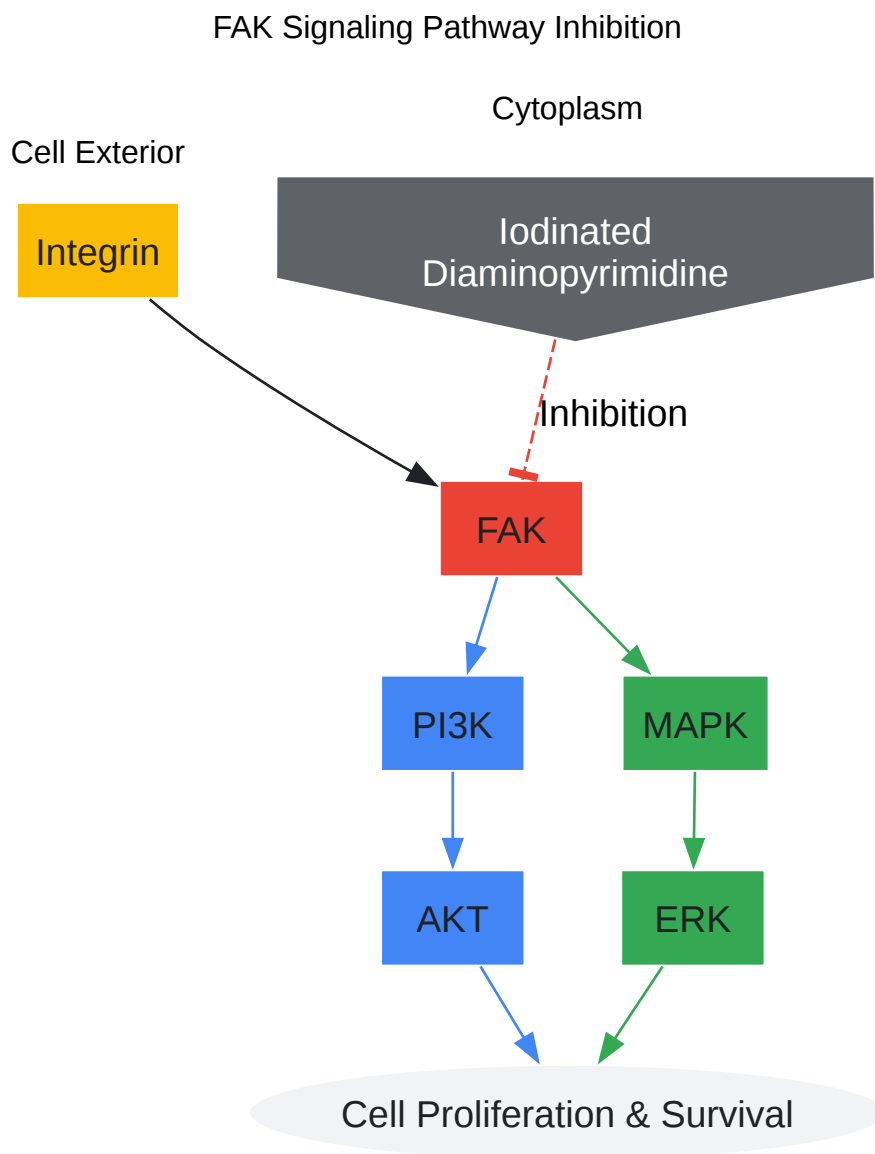 FAK Signaling Pathway Inhibition
Cytoplasm
Cell Exterior
Iodinated
Diaminopyrimidine
Integrin
Inhibition
FAK
PI3K
MAPK
AKT
ERK
Cell Proliferation & Survival